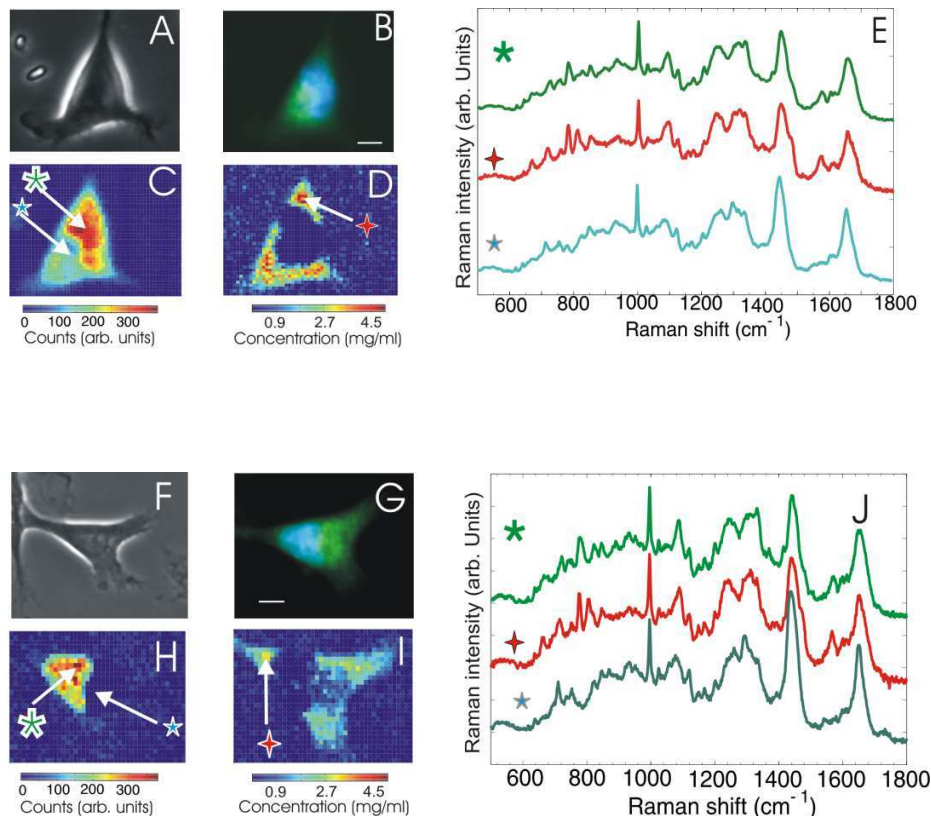 A
B
C
D
0 100 200 300
Counts (arb. units)
0.9 2.7 4.5
Concentration (mg/ml)
E
Raman intensity (arb. Units)
600 800 1000 1200 1400 1600 1800
Raman shift (cm-1)
F
G
H
I
0 100 200 300
Counts (arb. units)
0.9 2.7 4.5
Concentration (mg/ml)
J
Raman intensity (arb. Units)
600 800 1000 1200 1400 1600 1800
Raman shift (cm-1)